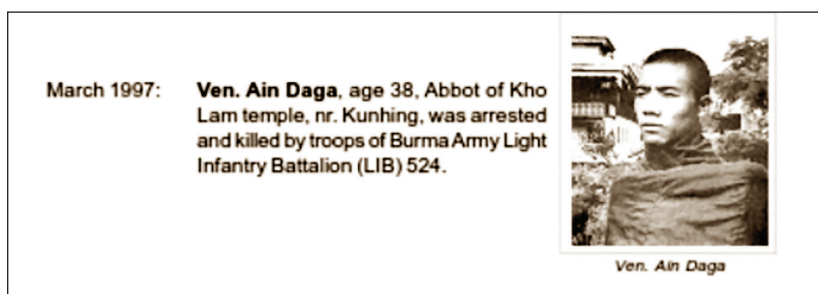 March 1997: Ven. Ain Daga, age 38, Abbot of Kho
Lam temple, nr. Kunhing, was arrested
and killed by troops of Burma Army Light
Infantry Battalion (LIB) 524.
Ven. Ain Daga